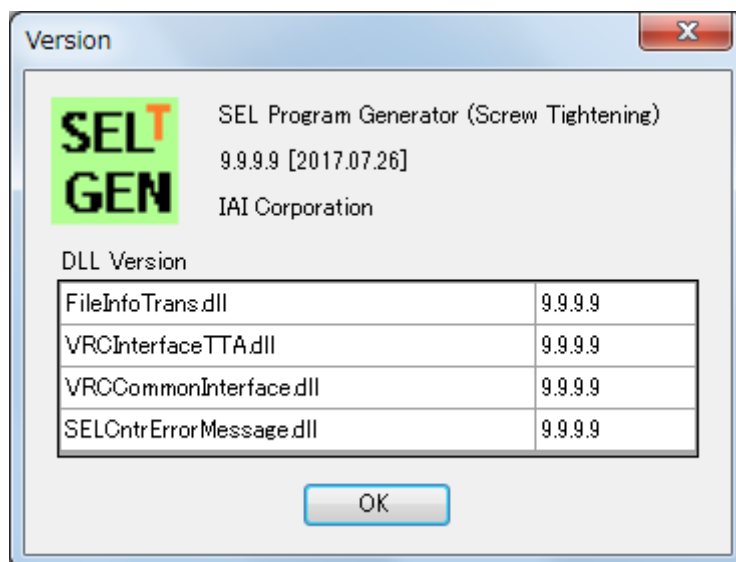 Version
SELT
GEN
SEL Program Generator (Screw Tightening)
9.9.9.9 [2017.07.26]
IAI Corporation
DLL Version
FileInfoTrans.dll 9.9.9.9
VRCInterfaceTTA.dll 9.9.9.9
VRCCommonInterface.dll 9.9.9.9
SELCntrErrorMessage.dll 9.9.9.9
OK